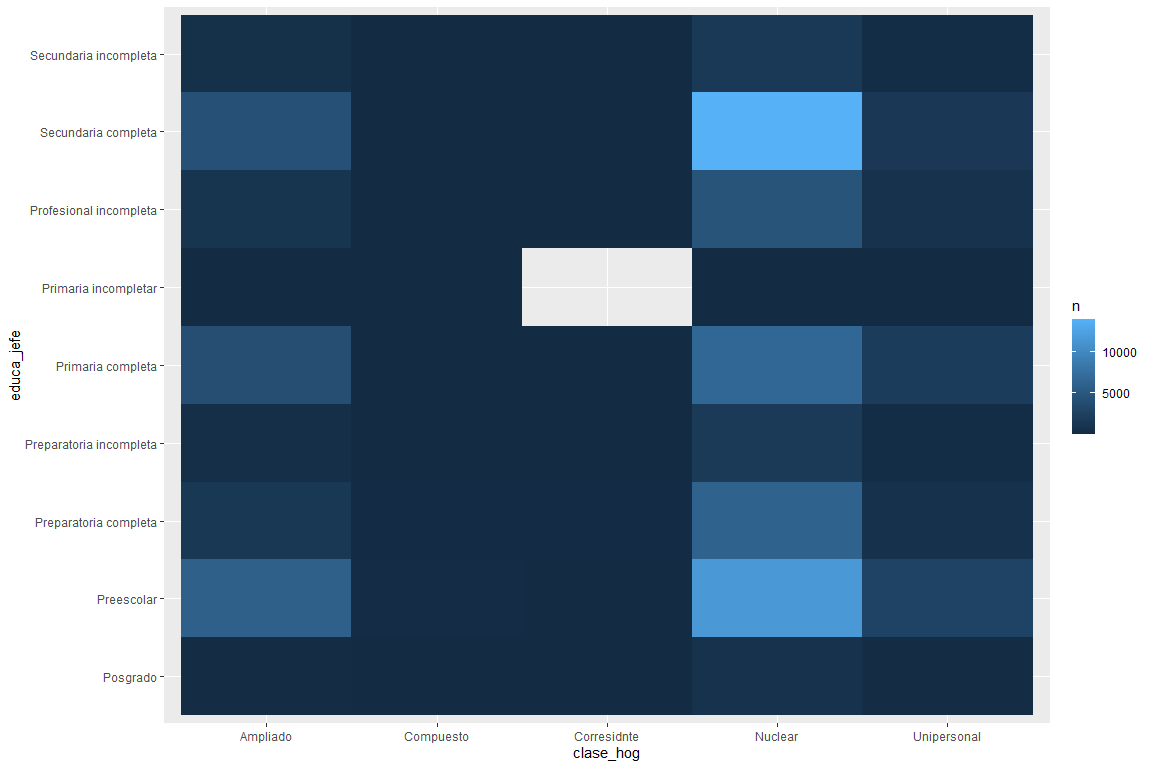 Secundaria incompleta
Secundaria completa
Profesional incompleta
Primaria incompletar
Primaria completa
Preparatoria incompleta
Preparatoria completa
Preescolar
Posgrado
educa_jefe
Ampliado
Compuesto
Corresidnte
Nuclear
Unipersonal
clase_hog
n
10000
5000